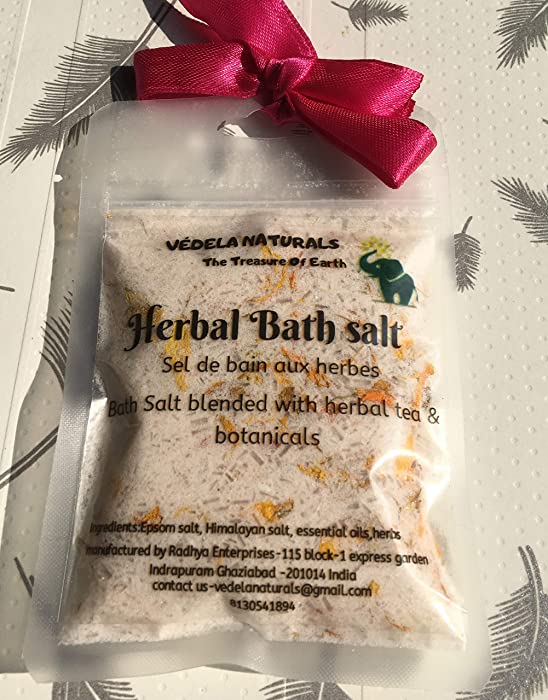 VÉDELA NATURALS
The Treasure Of Earth
Herbal Bath salt
Sel de bain aux herbes
Bath Salt blended with herbal tea &
botanicals
Ingredients:Epsom salt, Himalayan salt, essential oils,herbs
manufactured by Radhya Enterprises-115 block-1 express garden
Indrapuram Ghaziabad -201014 India
contact us-vedelanaturals@gmail.com
8130541894